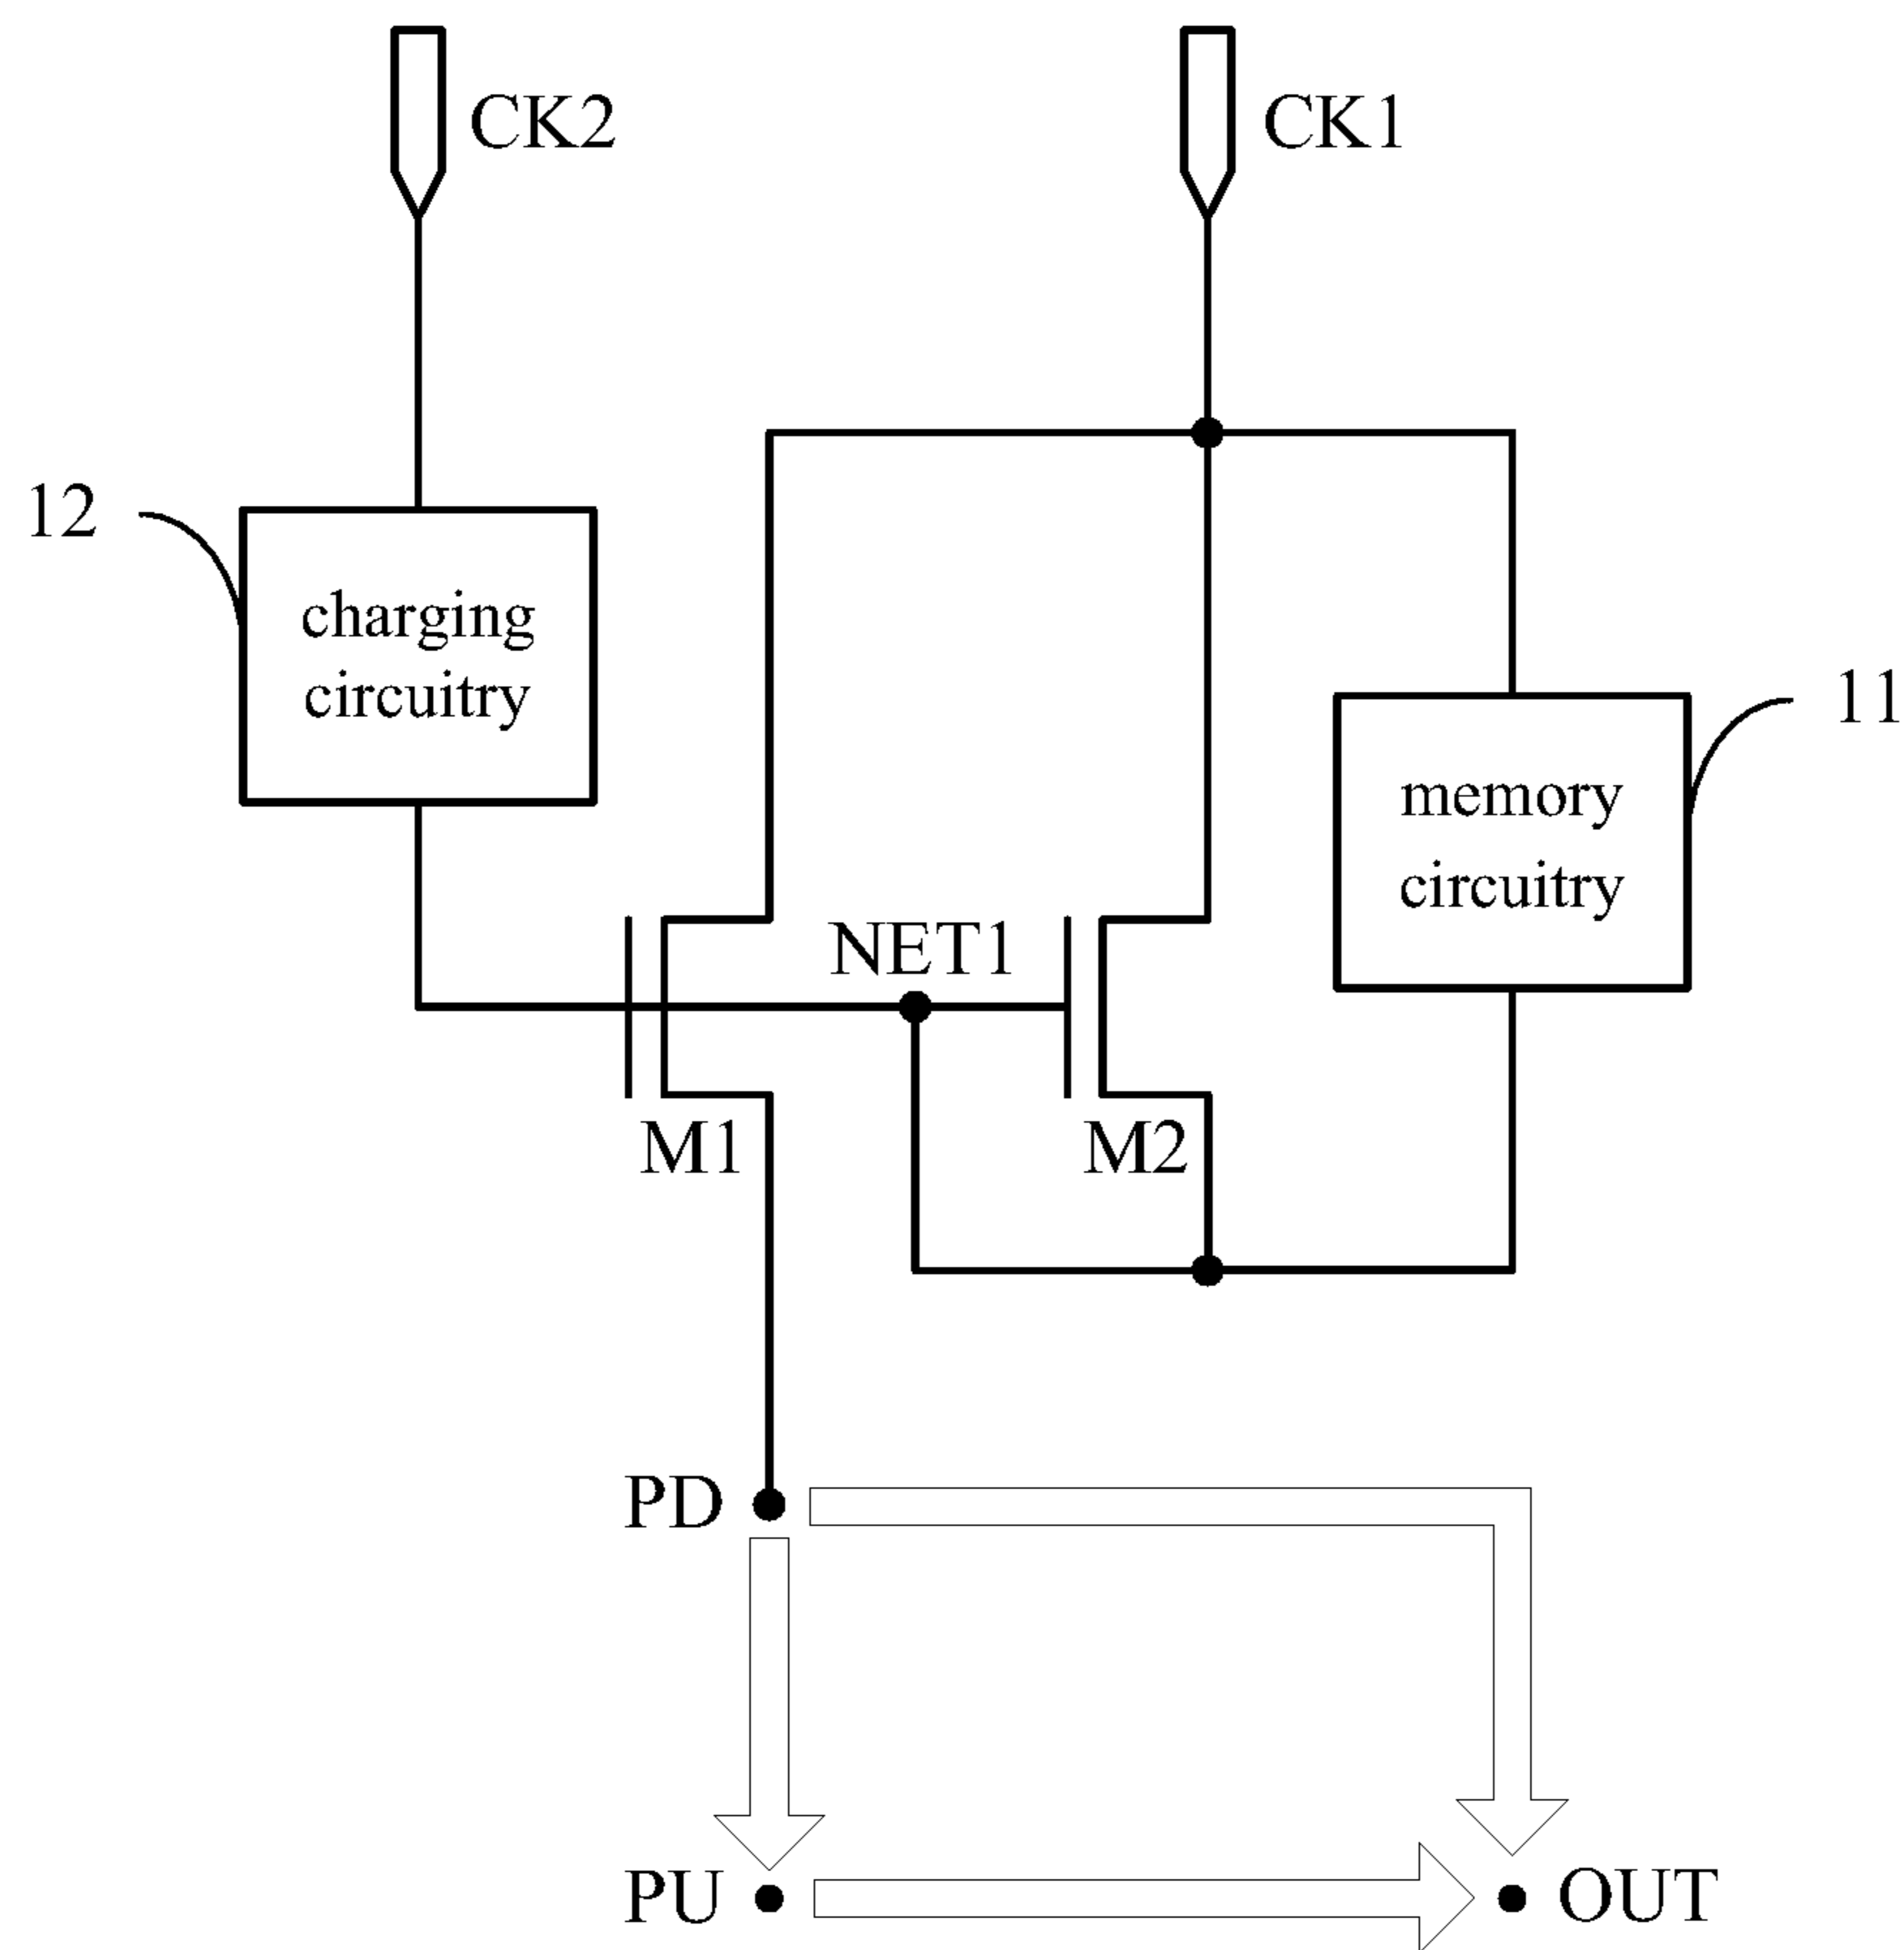 CK2
CK1
12
charging
circuitry
11
memory
circuitry
NET1
M1
M2
PD
PU
OUT